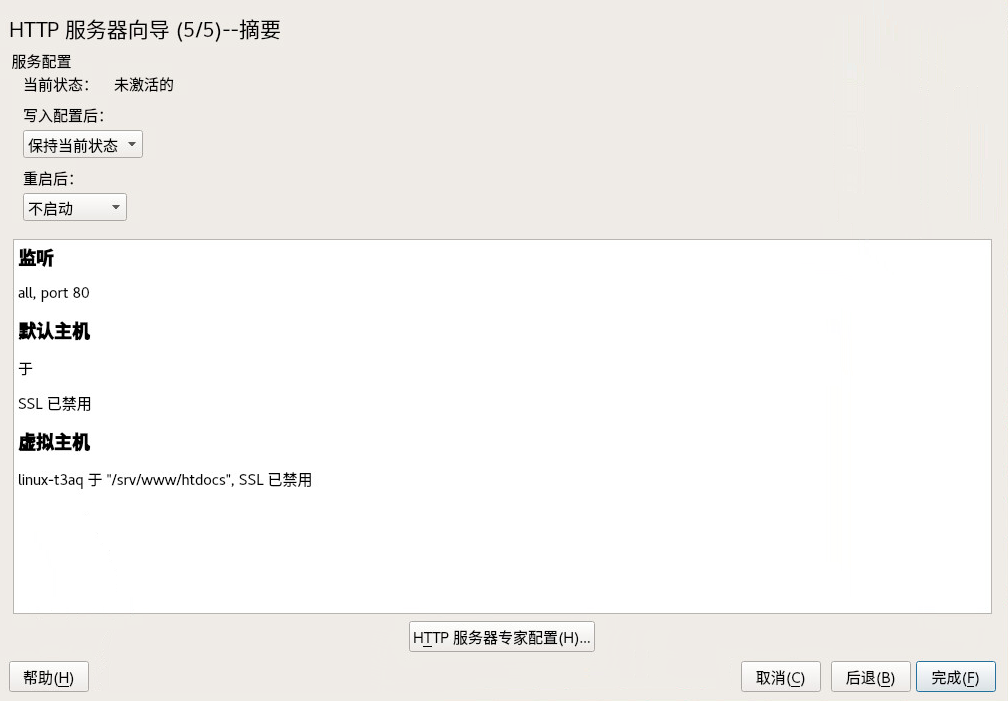 HTTP 服务器向导 (5/5)--摘要
服务配置
当前状态： 未激活的
写入配置后：
保持当前状态
重启后：
不启动
监听
all, port 80
默认主机
于
SSL 已禁用
虚拟主机
linux-t3aq 于 "/srv/www/htdocs", SSL 已禁用
HTTP 服务器专家配置(H)...
帮助(H) 取消(C) 后退(B) 完成(F)